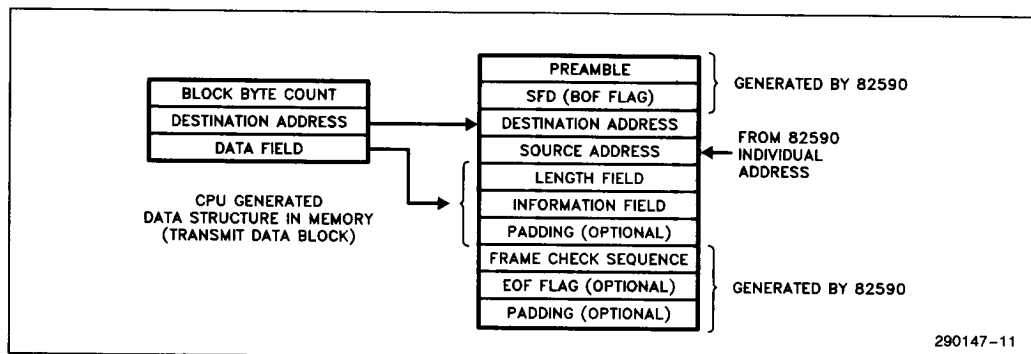 BLOCK BYTE COUNT
DESTINATION ADDRESS
DATA FIELD
CPU GENERATED
DATA STRUCTURE IN MEMORY
(TRANSMIT DATA BLOCK)
PREAMBLE
SFD (BOF FLAG)
DESTINATION ADDRESS
SOURCE ADDRESS
LENGTH FIELD
INFORMATION FIELD
PADDING (OPTIONAL)
FRAME CHECK SEQUENCE
EOF FLAG (OPTIONAL)
PADDING (OPTIONAL)
GENERATED BY 82590
FROM 82590
INDIVIDUAL
ADDRESS
GENERATED BY 82590
290147-11